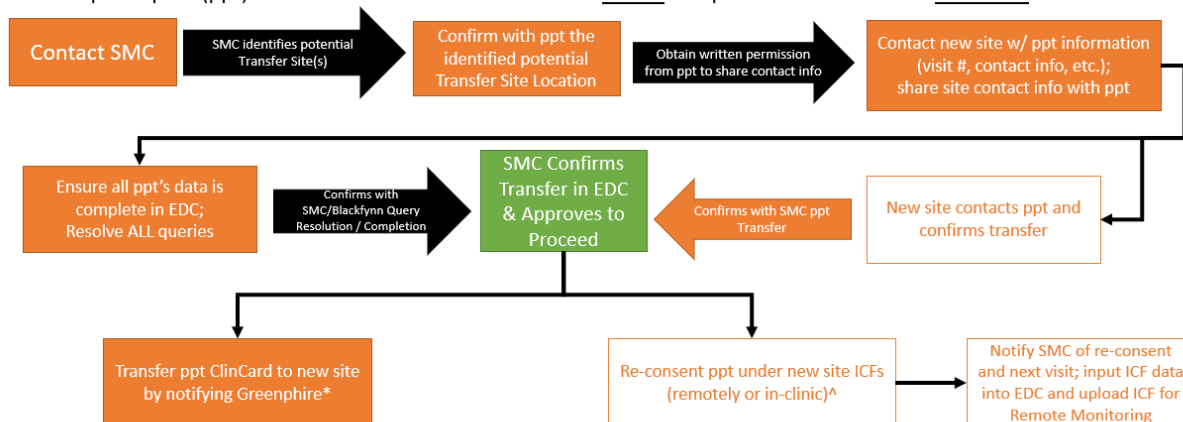 (ppt)
Contact SMC
SMC identifies potential
Transfer Site(s)
Confirm with ppt the
identified potential
Transfer Site Location
Obtain written permission
from ppt to share contact info
Contact new site w/ ppt information
(visit #, contact info, etc.);
share site contact info with ppt
Ensure all ppt's data is
complete in EDC;
Resolve ALL queries
Confirms with
SMC/Blackfynn Query
Resolution / Completion
SMC Confirms
Transfer in EDC
& Approves to
Proceed
Confirms with SMC ppt
Transfer
New site contacts ppt and
confirms transfer
Transfer ppt ClinCard to new site
by notifying Greenphire*
Re-consent ppt under new site ICFs
(remotely or in-clinic)^
Notify SMC of re-consent
and next visit; input ICF data
into EDC and upload ICF for
Remote Monitoring